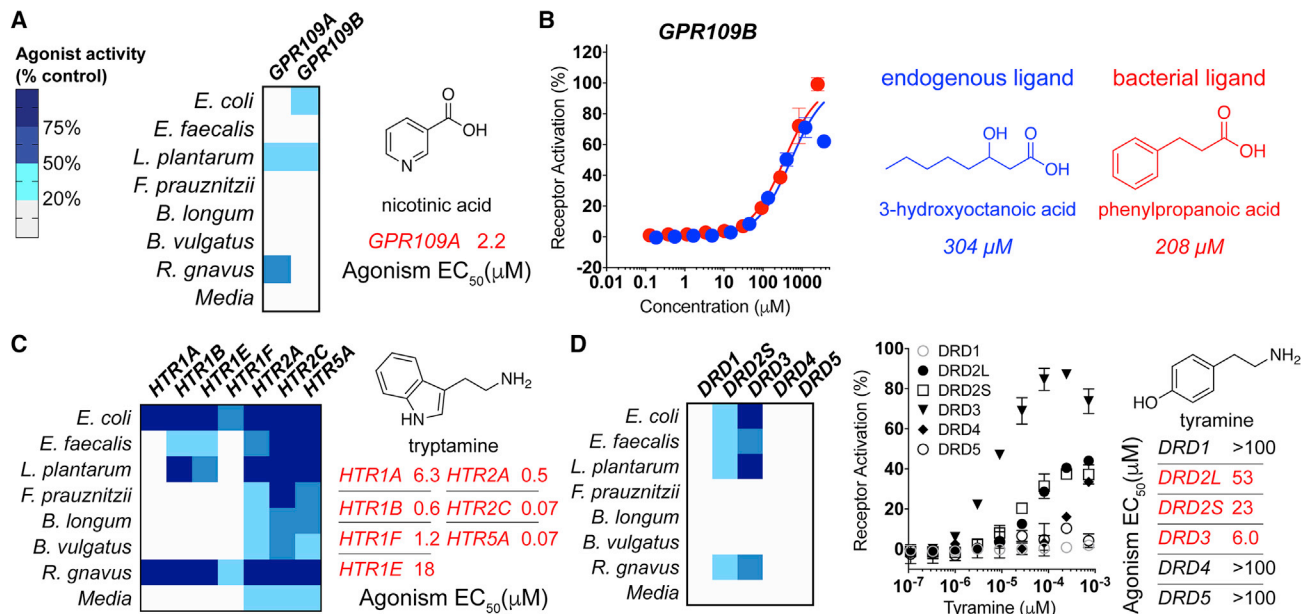 A
GPR109A
GPR109B
Agonist activity
(% control)
75%
50%
20%
E. coli
E. faecalis
L. plantarum
F. prauznitzii
B. longum
B. vulgatus
R. gnavus
Media
O
OH
N
nicotinic acid
GPR109A 2.2
Agonism EC50(μM)
B
GPR109B
Receptor Activation (%)
120
100
80
60
40
20
0
-20
0.01
0.1
1
10
100
1000
10000
Concentration (μM)
endogenous ligand
OH
O
OH
3-hydroxyoctanoic acid
304 μM
bacterial ligand
O
OH
phenylpropanoic acid
208 μM
C
HTR1A
HTR1B
HTR1E
HTR1F
HTR2A
HTR2C
HTR5A
E. coli
E. faecalis
L. plantarum
F. prauznitzii
B. longum
B. vulgatus
R. gnavus
Media
NH2
HN
tryptamine
HTR1A 6.3 HTR2A 0.5
HTR1B 0.6 HTR2C 0.07
HTR1F 1.2 HTR5A 0.07
HTR1E 18
Agonism EC50(μM)
D
DRD1
DRD2S
DRD3
DRD4
DRD5
E. coli
E. faecalis
L. plantarum
F. prauznitzii
B. longum
B. vulgatus
R. gnavus
Media
Receptor Activation (%)
100
80
60
40
20
0
DRD1
DRD2L
DRD2S
DRD3
DRD4
DRD5
10-7
10-6
10-5
10-4
10-3
Tyramine (μM)
NH2
HO
tyramine
Agonism EC50(μM)
DRD1 >100
DRD2L 53
DRD2S 23
DRD3 6.0
DRD4 >100
DRD5 >100